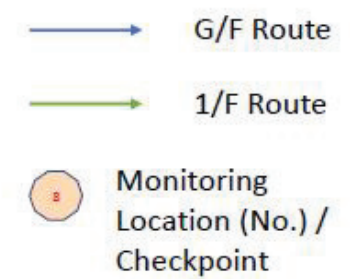 G/F Route
1/F Route
Monitoring
Location (No.) /
Checkpoint